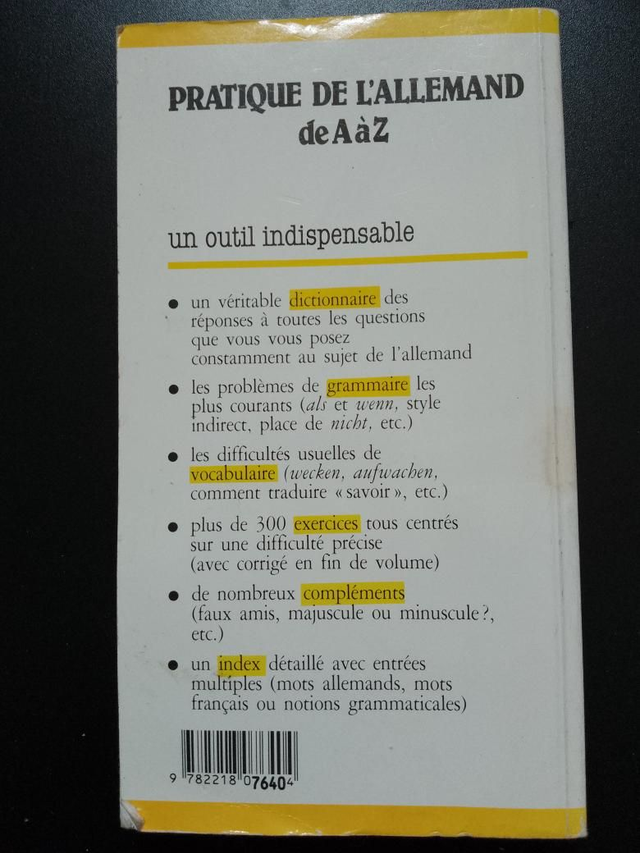 PRATIQUE DE L'ALLEMAND
de A à Z
un outil indispensable
• un véritable dictionnaire des
réponses à toutes les questions
que vous vous posez
constamment au sujet de l'allemand
• les problèmes de grammaire les
plus courants (als et wenn, style
indirect, place de nicht, etc.)
• les difficultés usuelles de
vocabulaire (wecken, aufwachen,
comment traduire « savoir », etc.)
• plus de 300 exercices tous centrés
sur une difficulté précise
(avec corrigé en fin de volume)
• de nombreux compléments
(faux amis, majuscule ou minuscule?,
etc.)
• un index détaillé avec entrées
multiples (mots allemands, mots
français ou notions grammaticales)
9 782218 076404